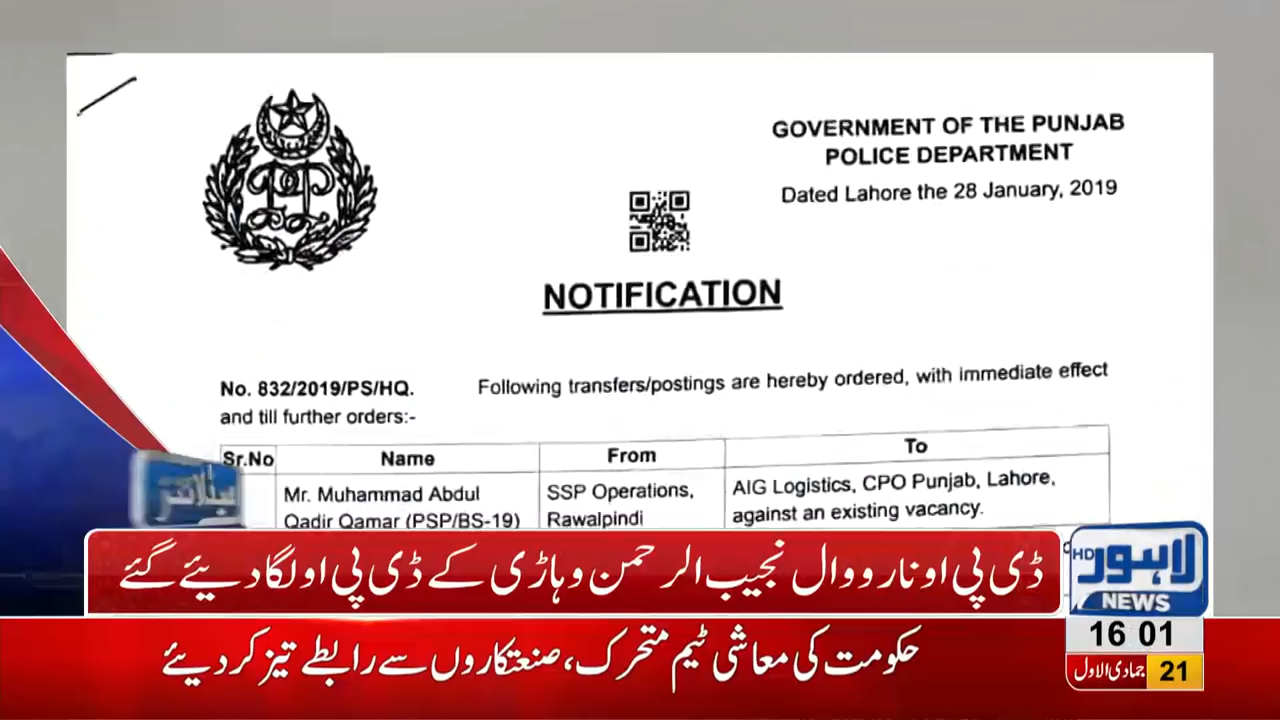 GOVERNMENT OF THE PUNJAB
POLICE DEPARTMENT
Dated Lahore the 28 January, 2019
NOTIFICATION
No. 832/2019/PS/HQ. Following transfers/postings are hereby ordered, with immediate effect
and till further orders:-
Sr.No Name From To
Mr. Muhammad Abdul SSP Operations, AIG Logistics, CPO Punjab, Lahore,
Qadir Qamar (PSP/BS-19) Rawalpindi against an existing vacancy.
ڈی پی او نارووال نجیب الرحمن وہاڑی کے ڈی پی او لگا دیئے گئے
لاہور HD
NEWS
حکومت کی معاشی ٹیم متحرک، صنعتکاروں سے رابطے تیز کر دیئے
16 01
21 جمادی الاول